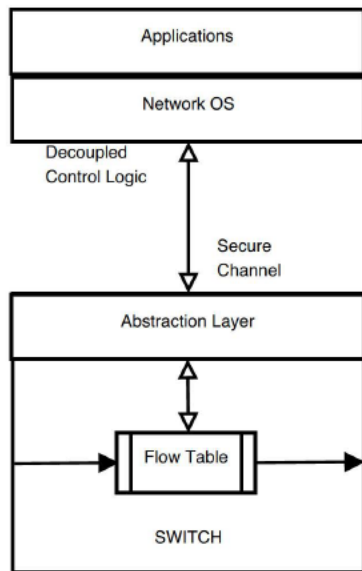 Applications
Network OS
Decoupled
Control Logic
Secure
Channel
Abstraction Layer
Flow Table
SWITCH